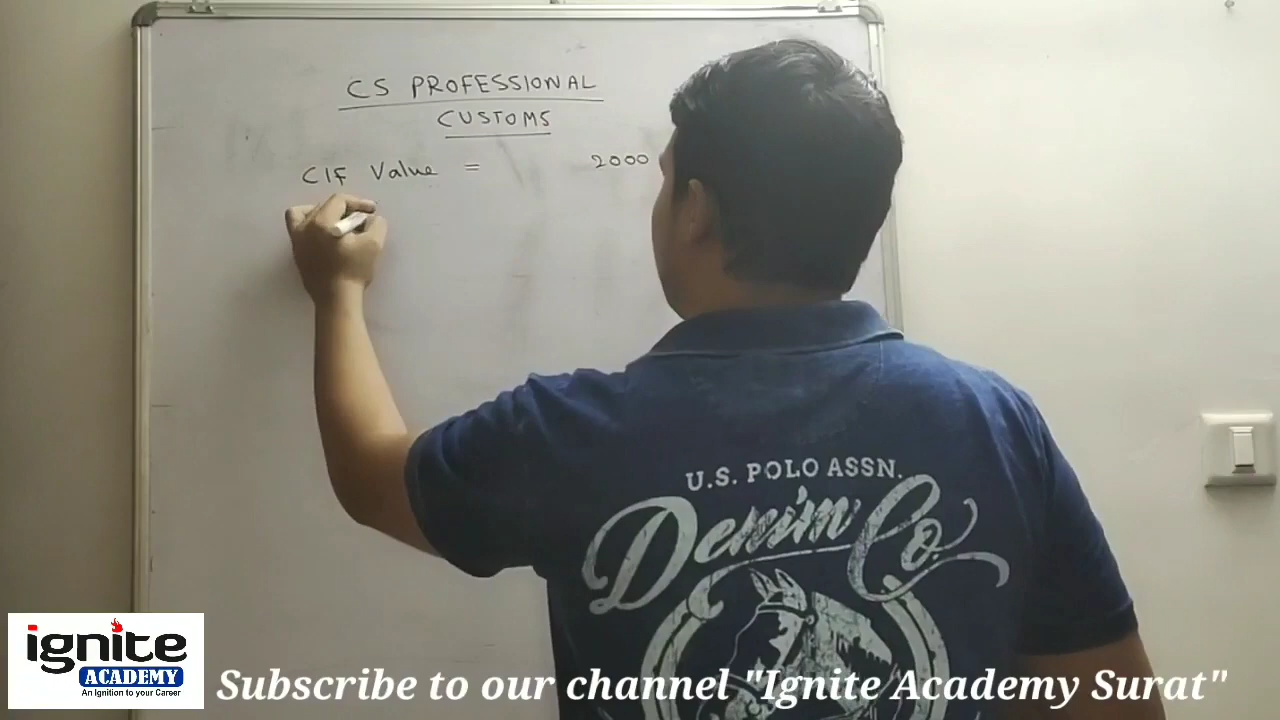 CS PROFESSIONAL
CUSTOMS
CIF Value = 2000
U.S. POLO ASSN.
Denim Co.
ignite
ACADEMY
An Ignition to your Career
Subscribe to our channel "Ignite Academy Surat"